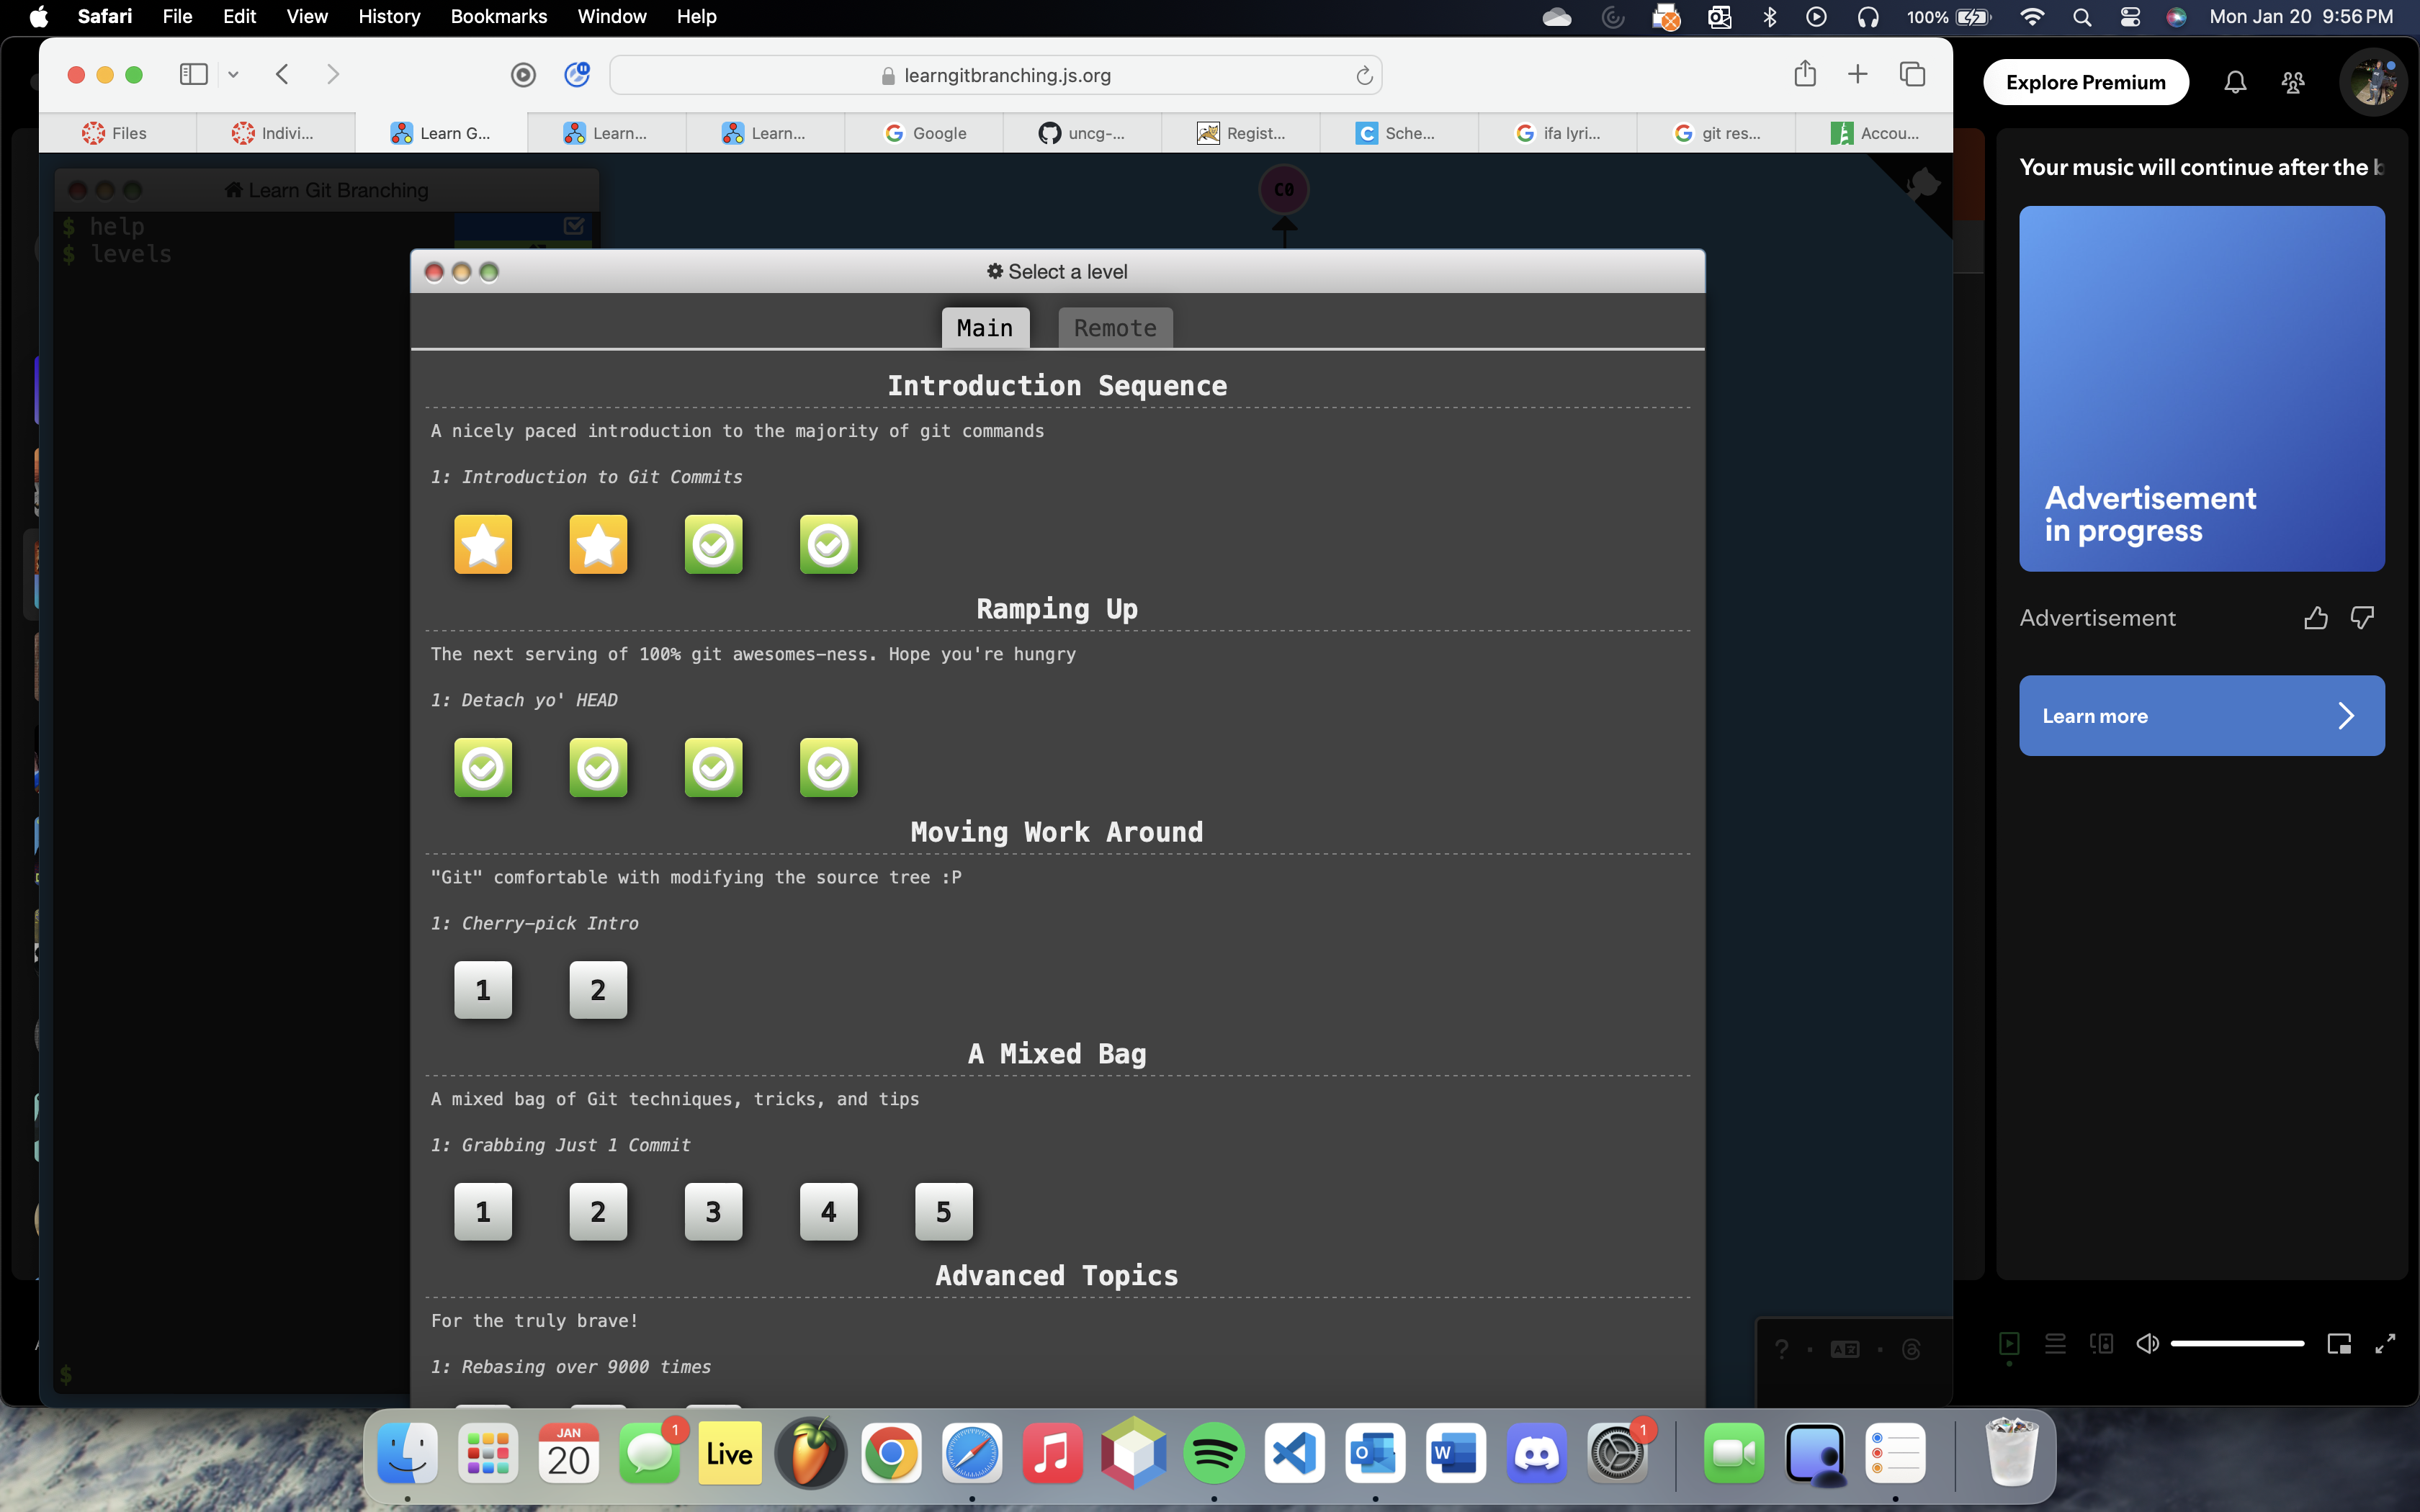 Safari File Edit View History Bookmarks Window Help 100% Mon Jan 20 9:56 PM
learngitbranching.js.org
Explore Premium
Files Indivi... Learn G... Learn... Learn... Google uncg-... Regist... Sche... ifa lyri... git res... Accou...
Your music will continue after the b
Learn Git Branching
C0
$ help
$ levels
Select a level
Main Remote
Introduction Sequence
A nicely paced introduction to the majority of git commands
1: Introduction to Git Commits
Ramping Up
The next serving of 100% git awesomes-ness. Hope you're hungry
1: Detach yo' HEAD
Moving Work Around
"Git" comfortable with modifying the source tree :P
1: Cherry-pick Intro
1 2
A Mixed Bag
A mixed bag of Git techniques, tricks, and tips
1: Grabbing Just 1 Commit
1 2 3 4 5
Advanced Topics
For the truly brave!
1: Rebasing over 9000 times
$
Advertisement
in progress
Advertisement
Learn more
? · ·
JAN
20
1
Live
W
1